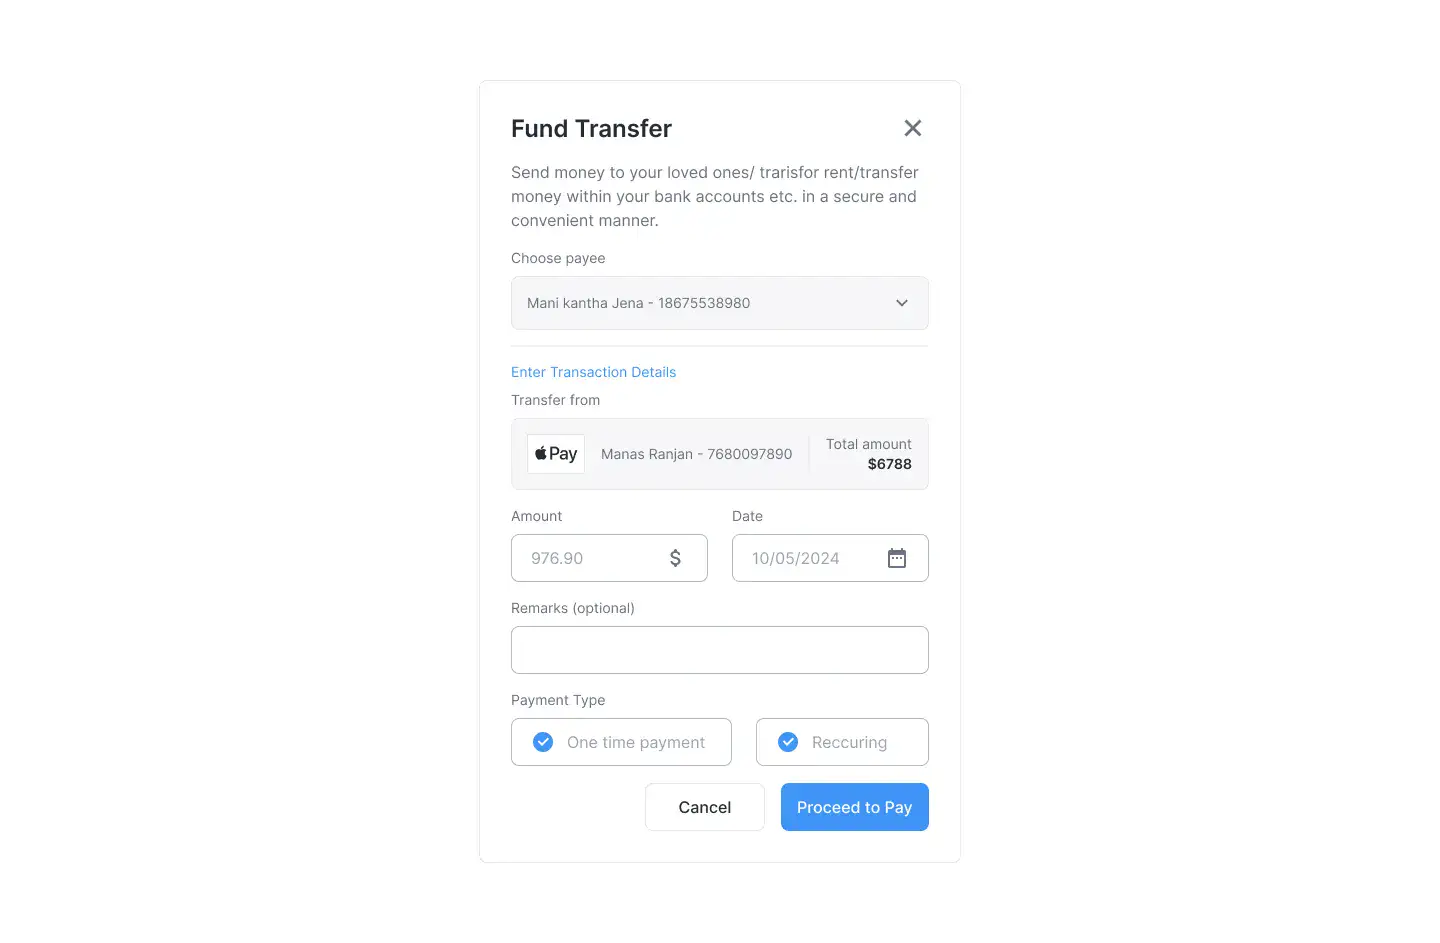 Fund Transfer
Send money to your loved ones/ trarisfor rent/transfer
money within your bank accounts etc. in a secure and
convenient manner.
Choose payee
Mani kantha Jena - 18675538980
Enter Transaction Details
Transfer from
Pay
Manas Ranjan - 7680097890
Total amount
$6788
Amount
Date
976.90 $
10/05/2024
Remarks (optional)
Payment Type
One time payment
Reccuring
Cancel
Proceed to Pay